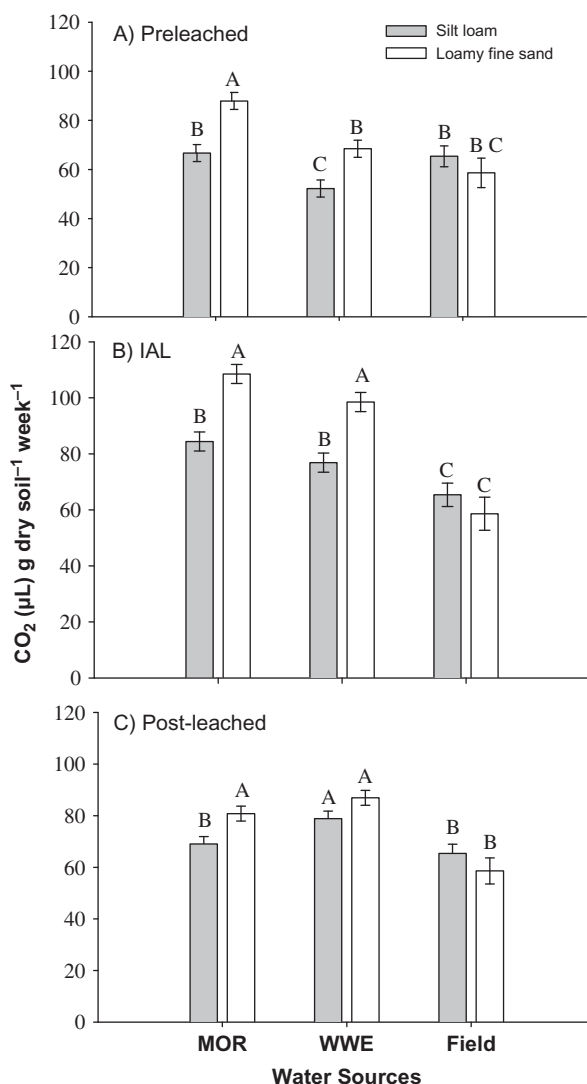 A) Preleached
Silt loam
Loamy fine sand
120
100
80
60
40
20
0
B
A
C
B
B
B C
B) IAL
120
100
80
60
40
20
0
B
A
B
A
C
C
CO₂ (μL) g dry soil⁻¹ week⁻¹
C) Post-leached
120
100
80
60
40
20
0
B
A
A
A
B
B
MOR WWE Field
Water Sources